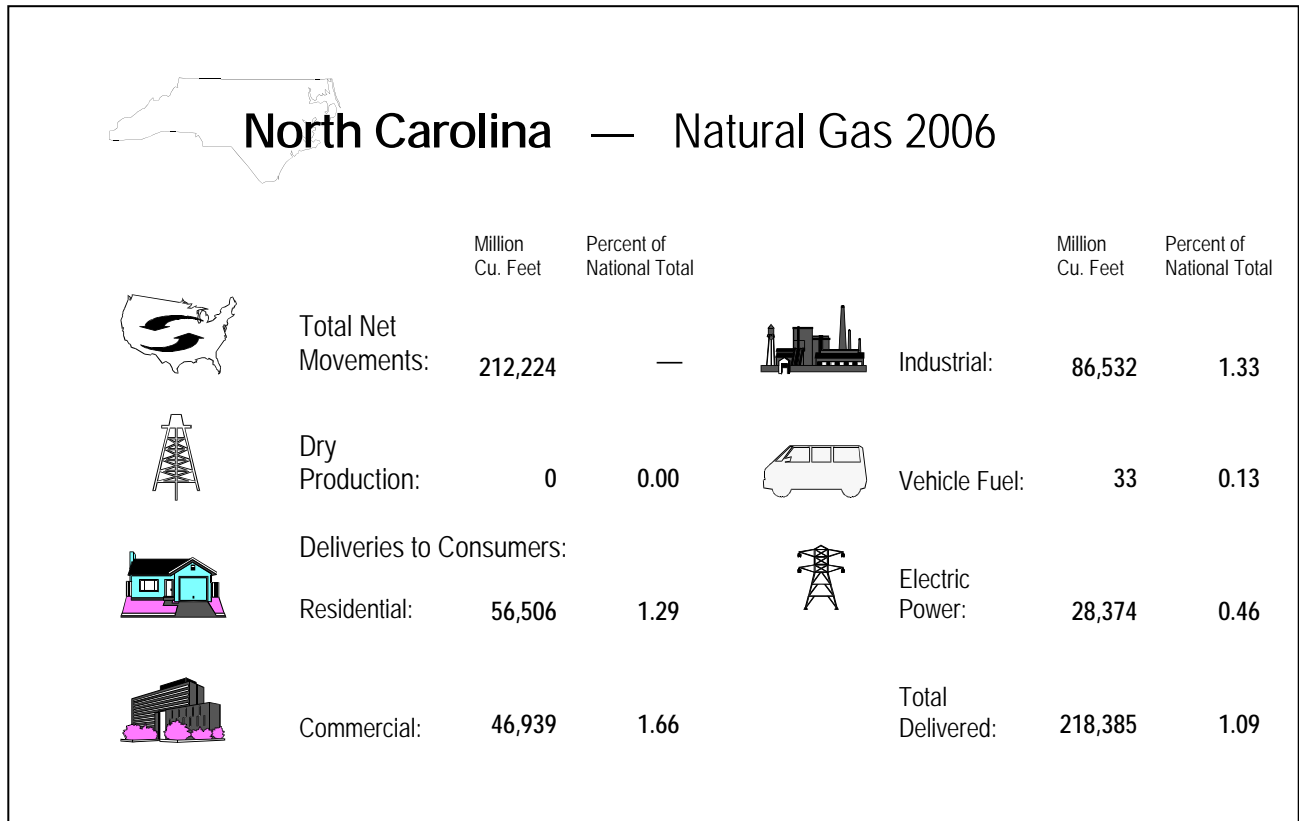 North Carolina — Natural Gas 2006
Million Cu. Feet
Percent of National Total
Total Net
Movements: 212,224 —
Dry
Production: 0 0.00
Deliveries to Consumers:
Residential: 56,506 1.29
Commercial: 46,939 1.66
Million Cu. Feet
Percent of National Total
Industrial: 86,532 1.33
Vehicle Fuel: 33 0.13
Electric
Power: 28,374 0.46
Total
Delivered: 218,385 1.09